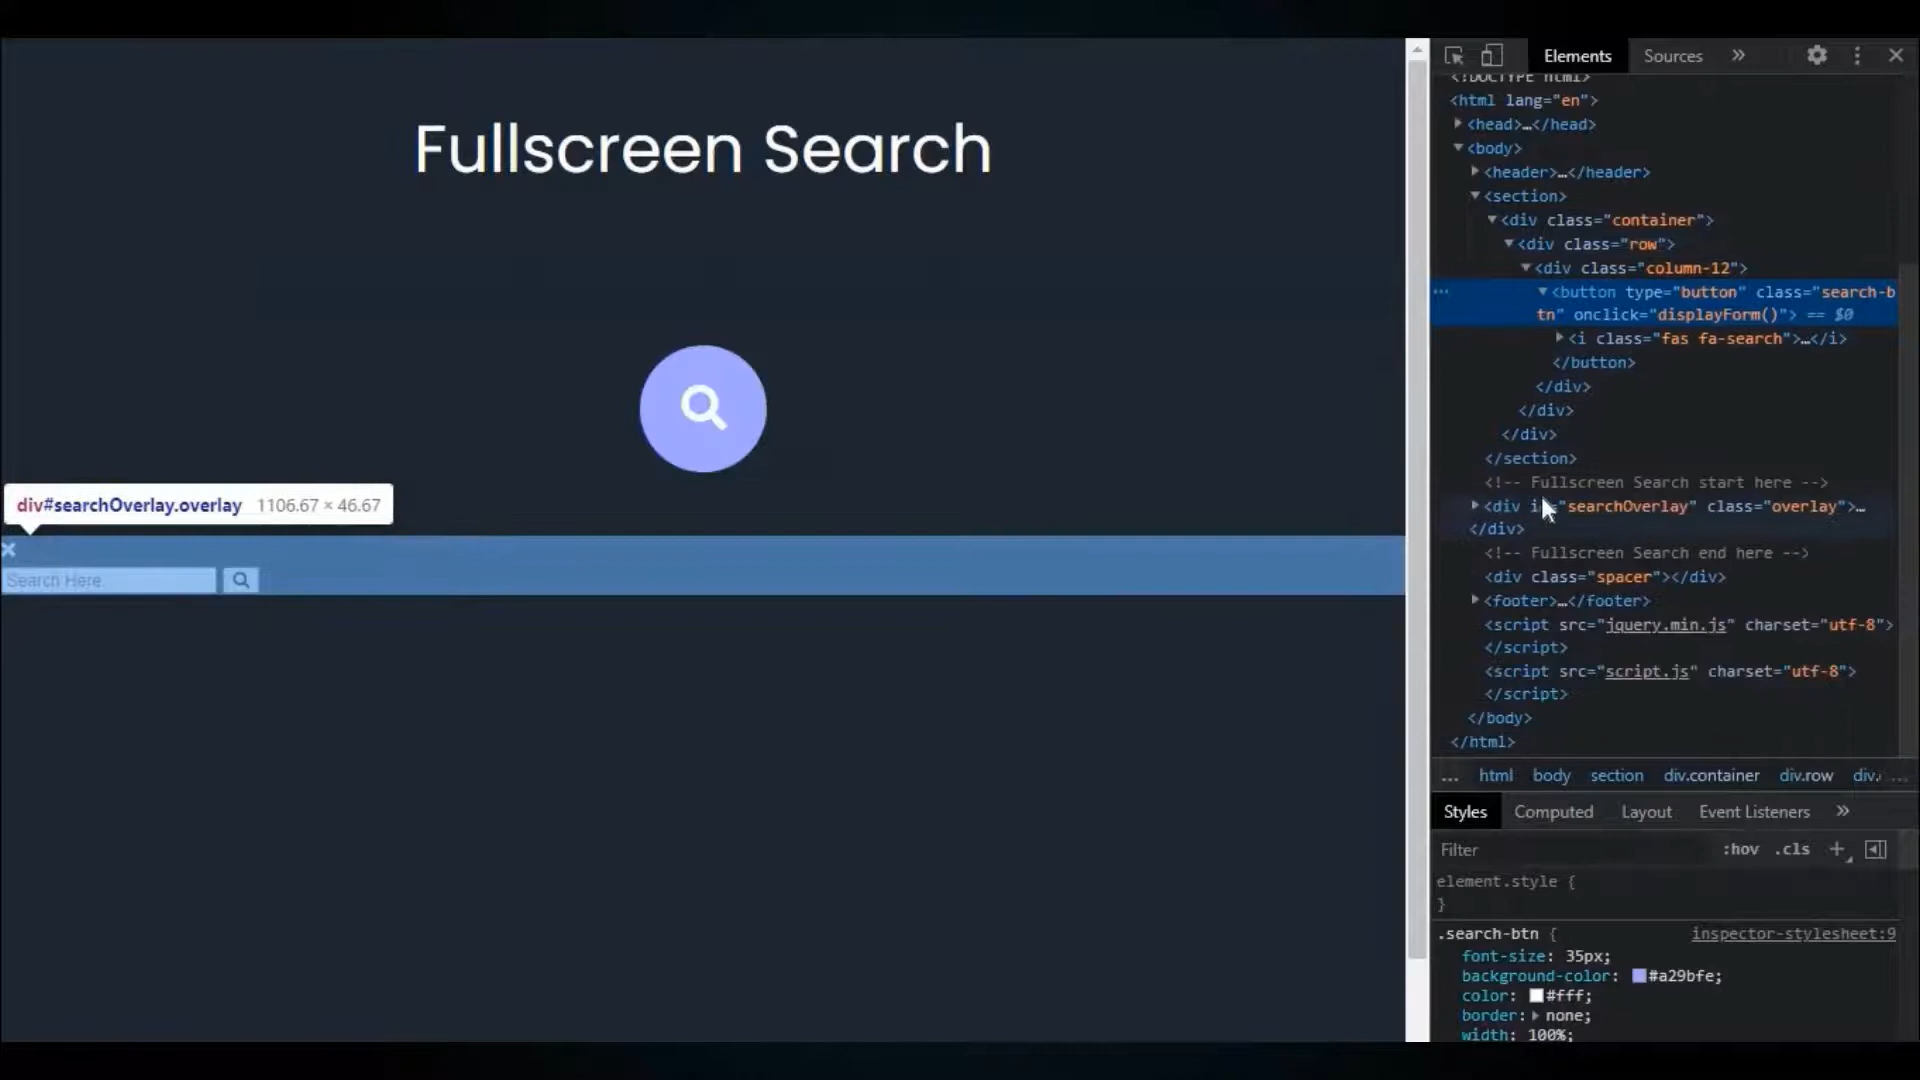 Fullscreen Search
div#searchOverlay.overlay 1106.67 × 46.67
Search Here
Elements Sources »
<!DOCTYPE html>
<html lang="en">
<head>…</head>
<body>
<header>…</header>
<section>
<div class="container">
<div class="row">
<div class="column-12">
<button type="button" class="search-b
tn" onclick="displayForm()"> == $0
<i class="fas fa-search">…</i>
</button>
</div>
</div>
</div>
</section>
<!-- Fullscreen Search start here -->
<div i="searchOverlay" class="overlay">…
</div>
<!-- Fullscreen Search end here -->
<div class="spacer"></div>
<footer>…</footer>
<script src="jquery.min.js" charset="utf-8">
</script>
<script src="script.js" charset="utf-8">
</script>
</body>
</html>
… html body section div.container div.row div. …
Styles Computed Layout Event Listeners »
Filter :hov .cls +
element.style {
}
.search-btn { inspector-stylesheet:9
font-size: 35px;
background-color: #a29bfe;
color: #fff;
border: none;
width: 100%;